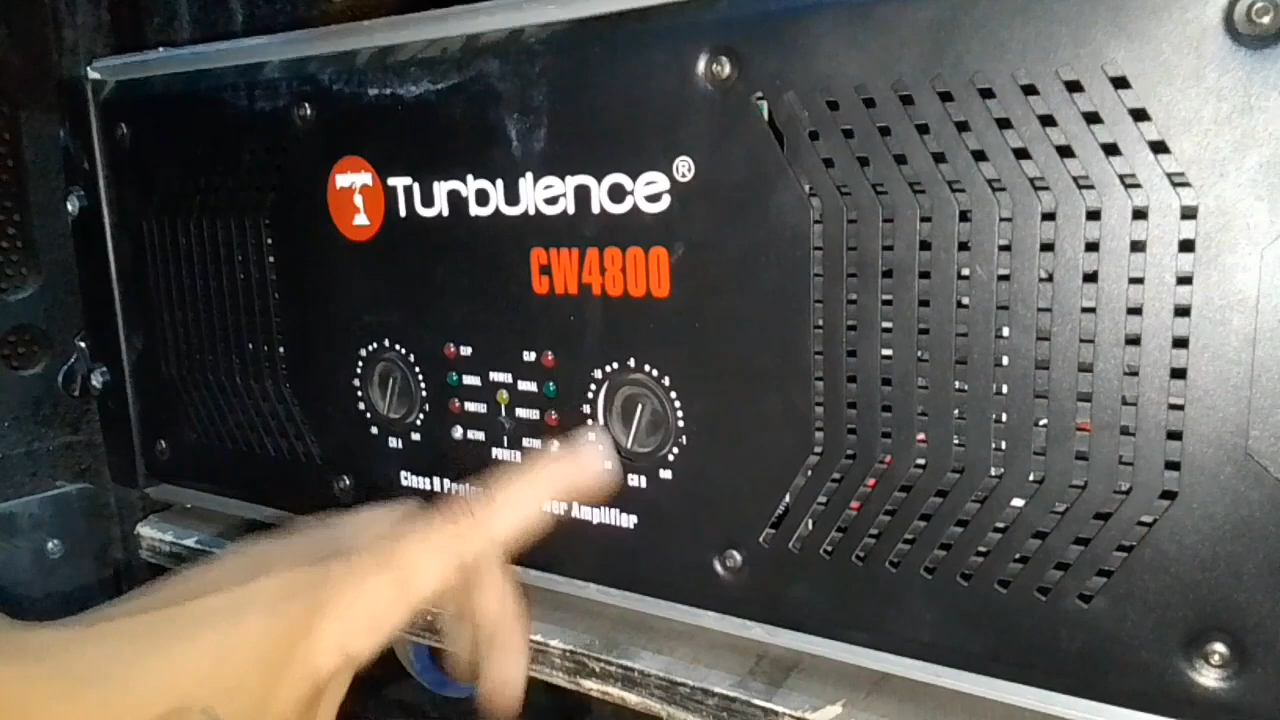 Turbulence®
CW4800
CLIP CLIP
SIGNAL POWER SIGNAL
PROTECT PROTECT
ACTIVE ACTIVE
POWER
CH A
CH B
Class H
Amplifier